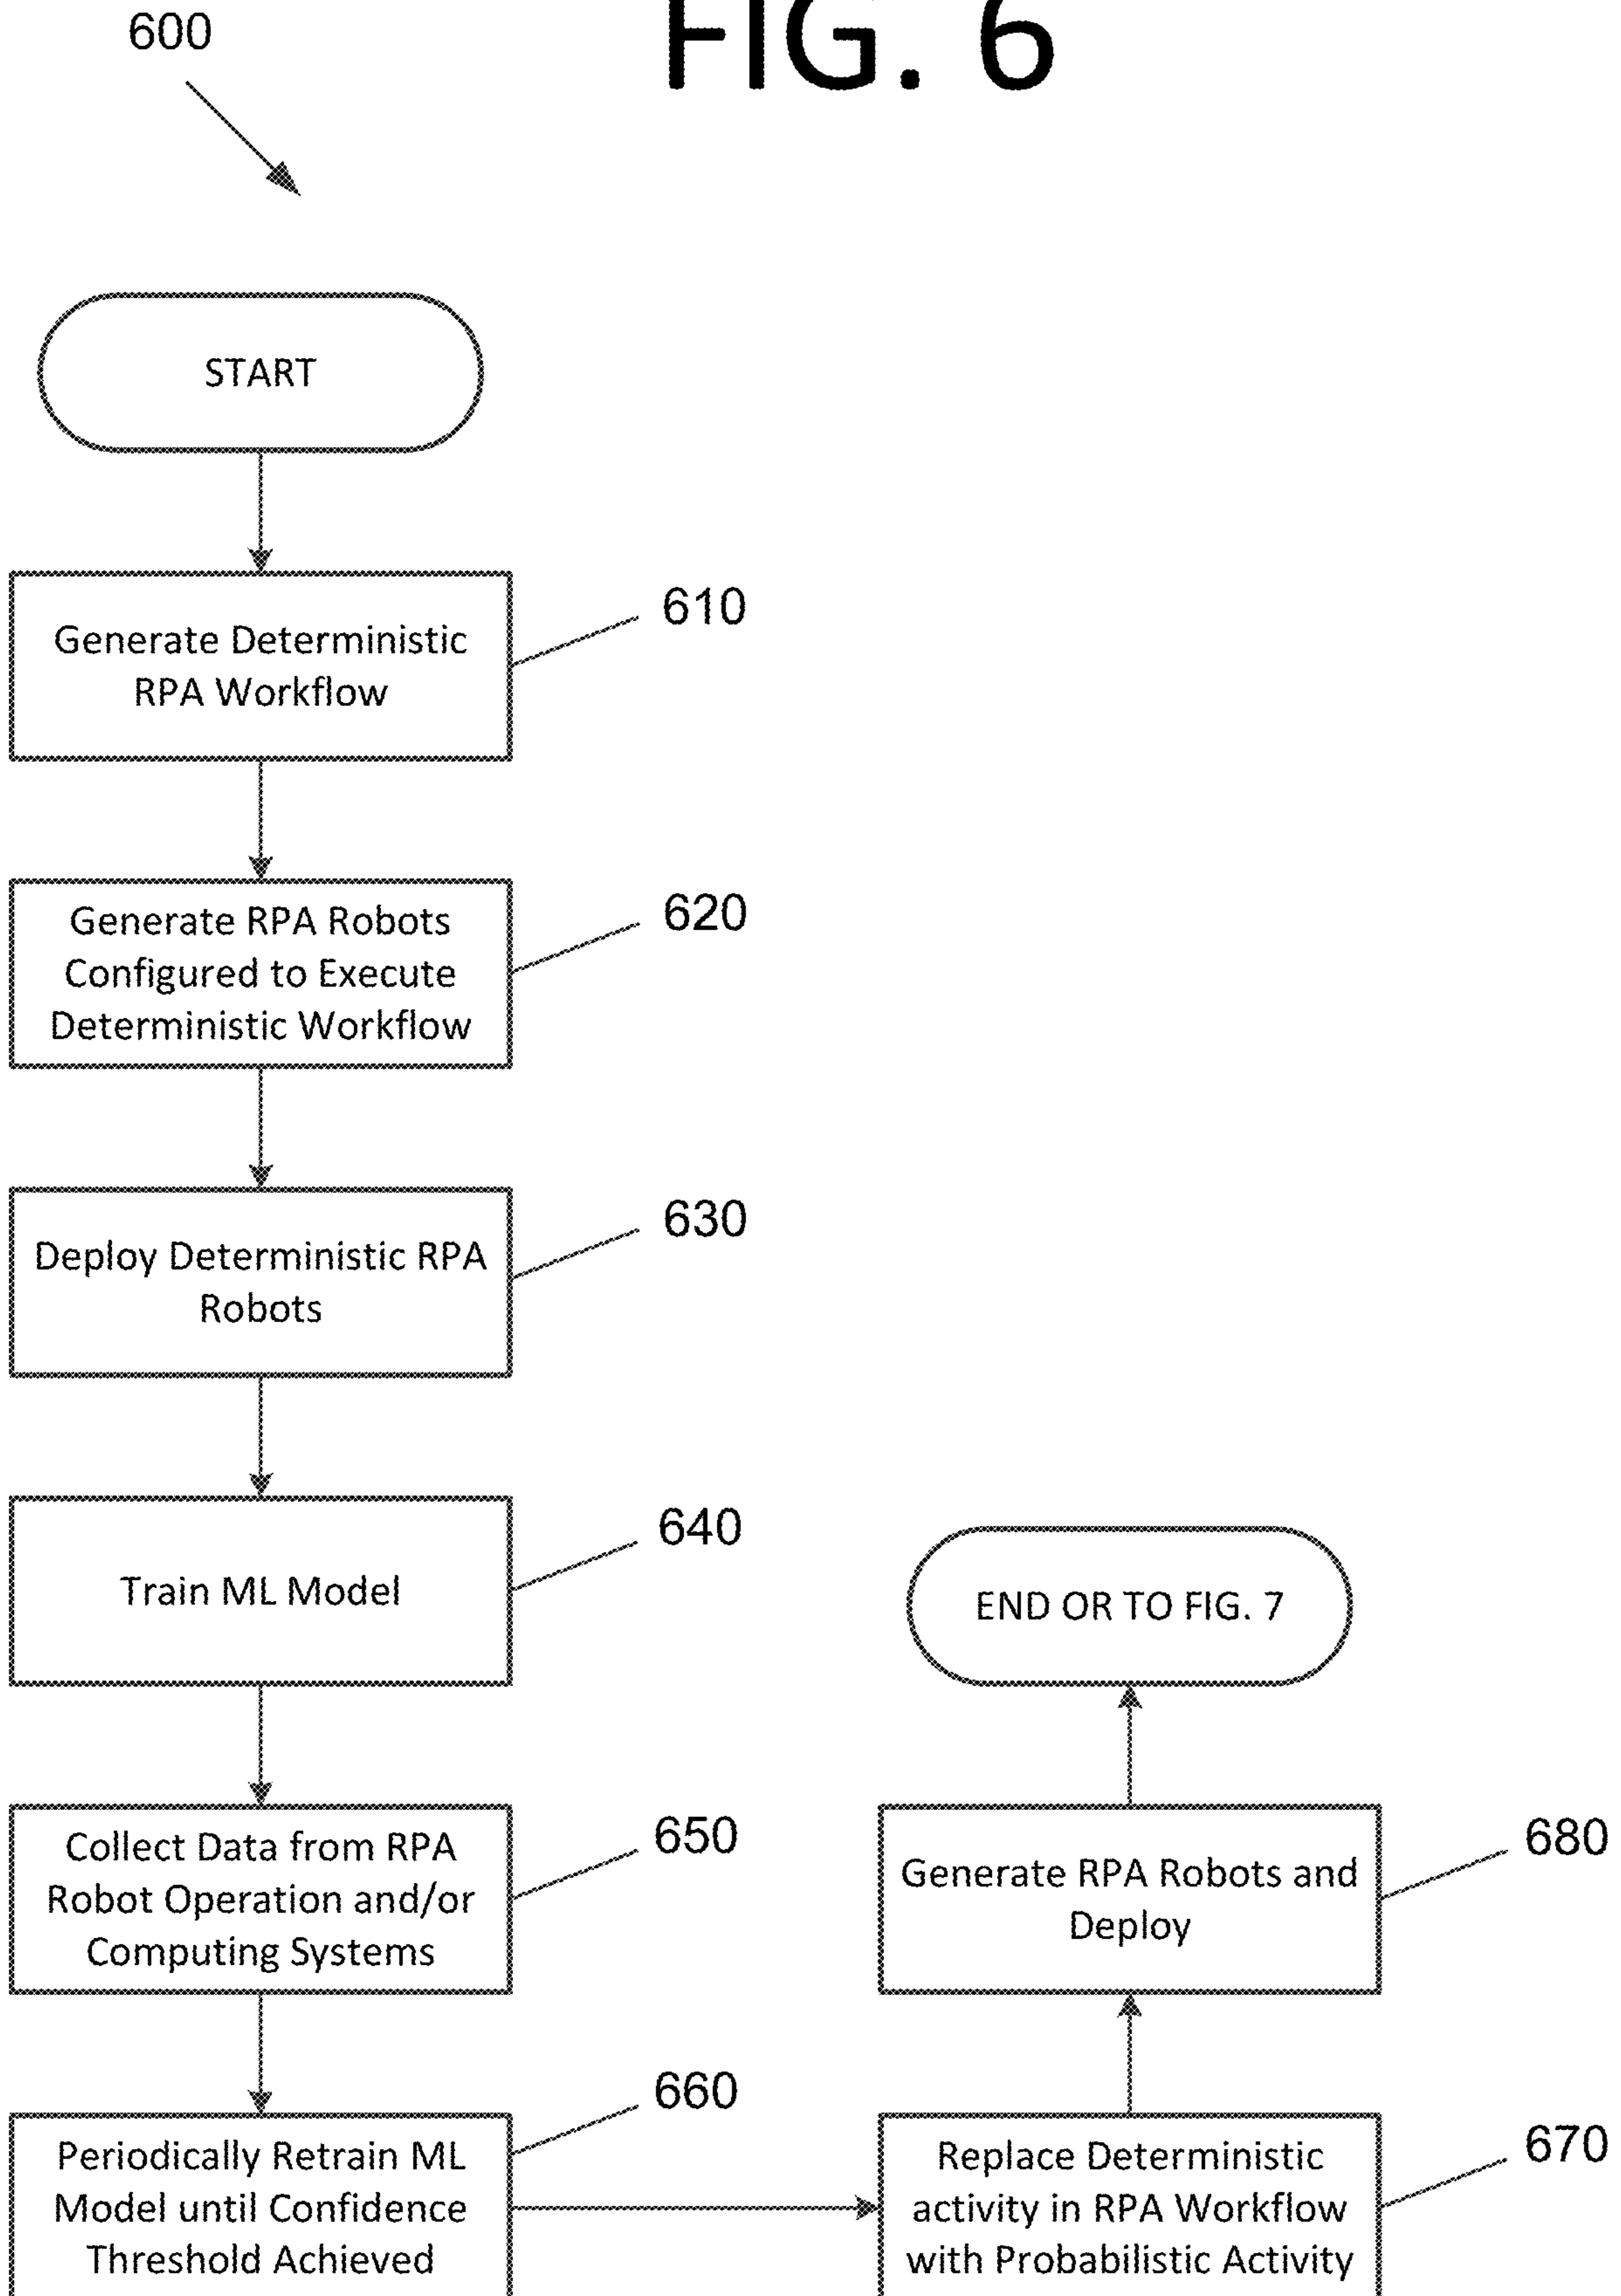 600
FIG. 6
START
Generate Deterministic
RPA Workflow
610
Generate RPA Robots
Configured to Execute
Deterministic Workflow
620
Deploy Deterministic RPA
Robots
630
Train ML Model
640
Collect Data from RPA
Robot Operation and/or
Computing Systems
650
Periodically Retrain ML
Model until Confidence
Threshold Achieved
660
Replace Deterministic
activity in RPA Workflow
with Probabilistic Activity
670
Generate RPA Robots and
Deploy
680
END OR TO FIG. 7